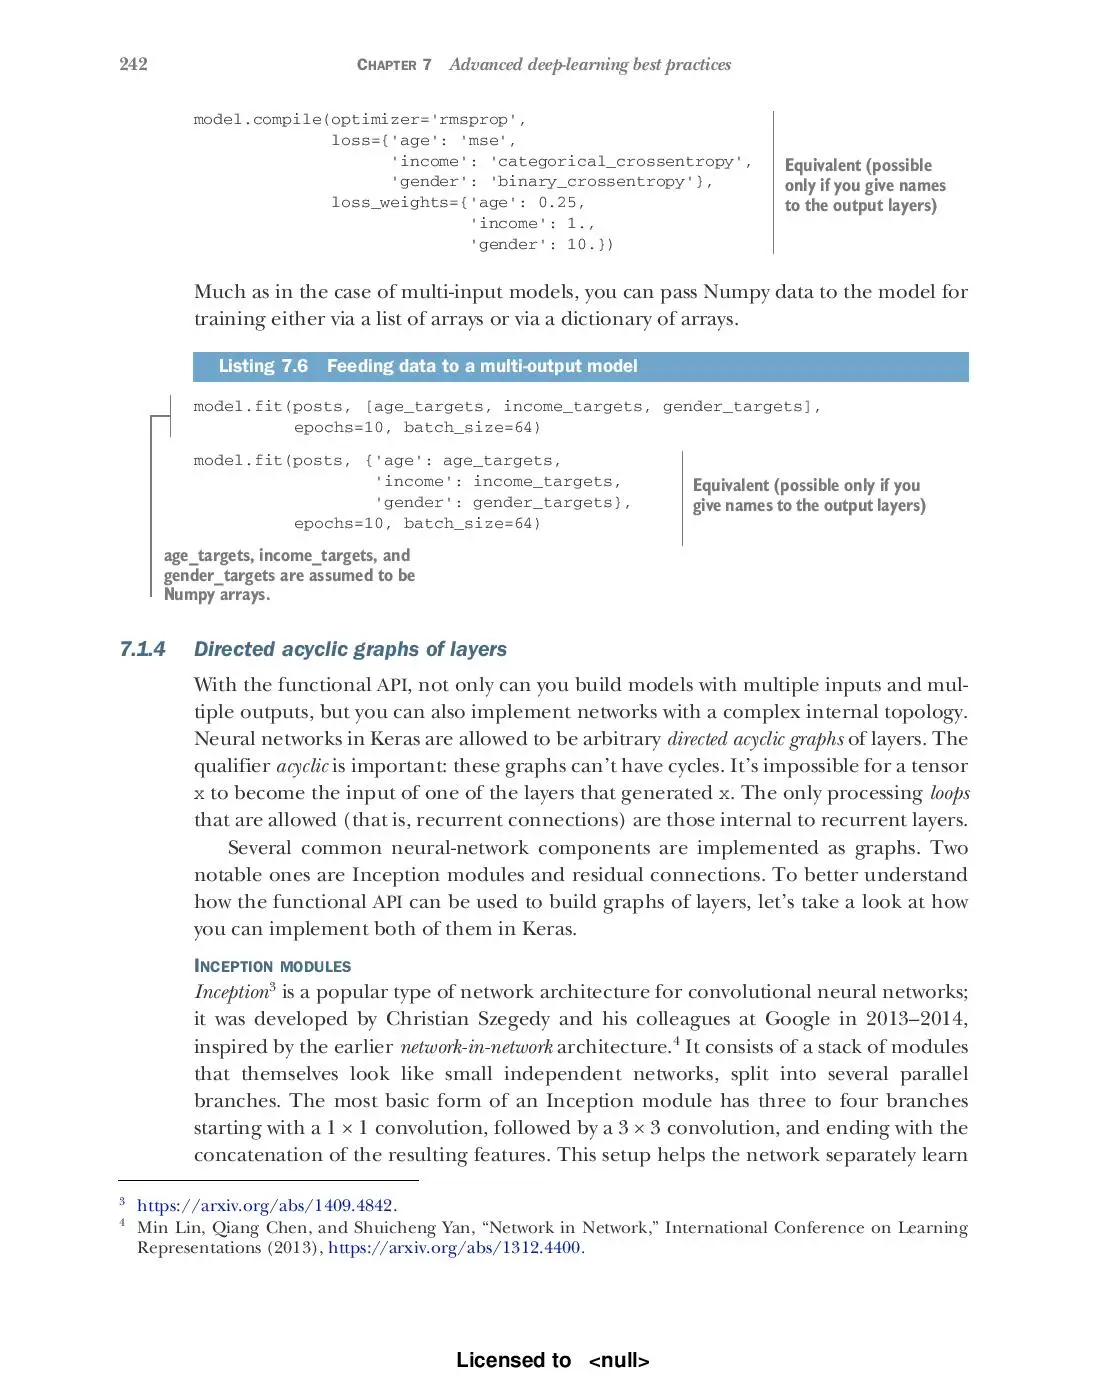 242 CHAPTER 7 Advanced deep-learning best practices
model.compile(optimizer='rmsprop',
loss={'age': 'mse',
'income': 'categorical_crossentropy',
'gender': 'binary_crossentropy'},
loss_weights={'age': 0.25,
'income': 1.,
'gender': 10.})
Equivalent (possible
only if you give names
to the output layers)
Much as in the case of multi-input models, you can pass Numpy data to the model for
training either via a list of arrays or via a dictionary of arrays.
Listing 7.6 Feeding data to a multi-output model
model.fit(posts, [age_targets, income_targets, gender_targets],
epochs=10, batch_size=64)
model.fit(posts, {'age': age_targets,
'income': income_targets,
'gender': gender_targets},
epochs=10, batch_size=64)
Equivalent (possible only if you
give names to the output layers)
age_targets, income_targets, and
gender_targets are assumed to be
Numpy arrays.
7.1.4 Directed acyclic graphs of layers
With the functional API, not only can you build models with multiple inputs and mul-
tiple outputs, but you can also implement networks with a complex internal topology.
Neural networks in Keras are allowed to be arbitrary directed acyclic graphs of layers. The
qualifier acyclic is important: these graphs can't have cycles. It's impossible for a tensor
x to become the input of one of the layers that generated x. The only processing loops
that are allowed (that is, recurrent connections) are those internal to recurrent layers.
Several common neural-network components are implemented as graphs. Two
notable ones are Inception modules and residual connections. To better understand
how the functional API can be used to build graphs of layers, let's take a look at how
you can implement both of them in Keras.
INCEPTION MODULES
Inception³ is a popular type of network architecture for convolutional neural networks;
it was developed by Christian Szegedy and his colleagues at Google in 2013–2014,
inspired by the earlier network-in-network architecture.⁴ It consists of a stack of modules
that themselves look like small independent networks, split into several parallel
branches. The most basic form of an Inception module has three to four branches
starting with a 1 × 1 convolution, followed by a 3 × 3 convolution, and ending with the
concatenation of the resulting features. This setup helps the network separately learn
³ https://arxiv.org/abs/1409.4842.
⁴ Min Lin, Qiang Chen, and Shuicheng Yan, “Network in Network,” International Conference on Learning
Representations (2013), https://arxiv.org/abs/1312.4400.
Licensed to <null>